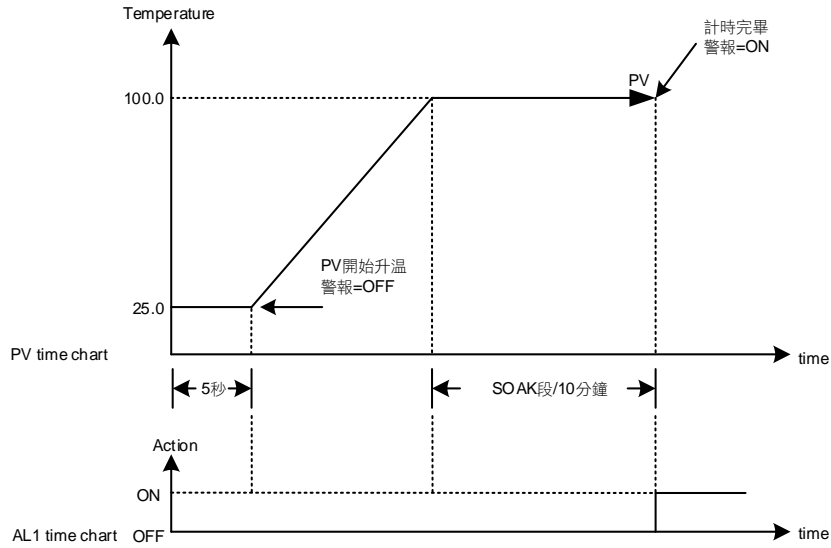 Temperature
計時完畢
警報=ON
PV
100.0
PV開始升温
警報=OFF
25.0
PV time chart
time
5秒
SOAK段/10分鐘
Action
ON
AL1 time chart
OFF
time